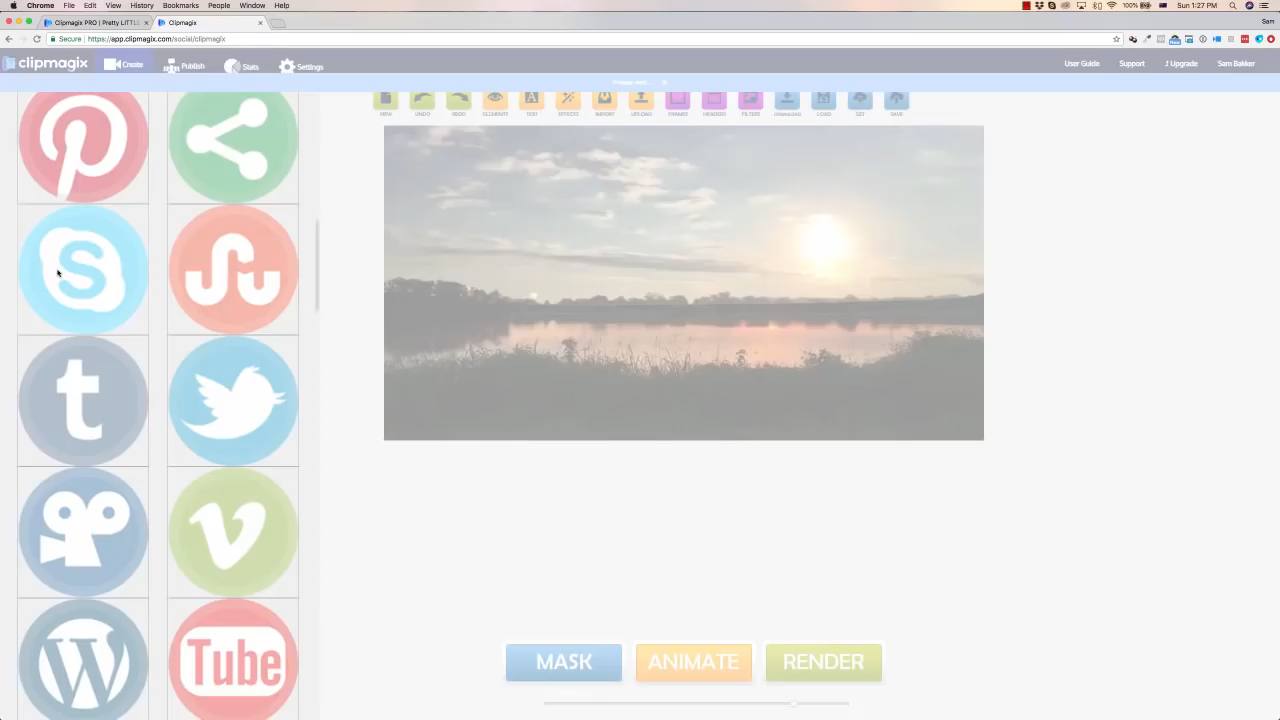 Chrome File Edit View History Bookmarks People Window Help
100% Sun 1:27 PM
Clipmagix PRO | Pretty LITTLE
Clipmagix
Sam
Secure https://app.clipmagix.com/social/clipmagix
clipmagix Create Publish Stats Settings
User Guide Support Upgrade Sam Bakker
NEW UNDO REDO ELEMENTS TEXT EFFECTS IMPORT UPLOAD FRAMES HEADERS FILTERS DOWNLOAD LOAD SET SAVE
Tube
MASK ANIMATE RENDER